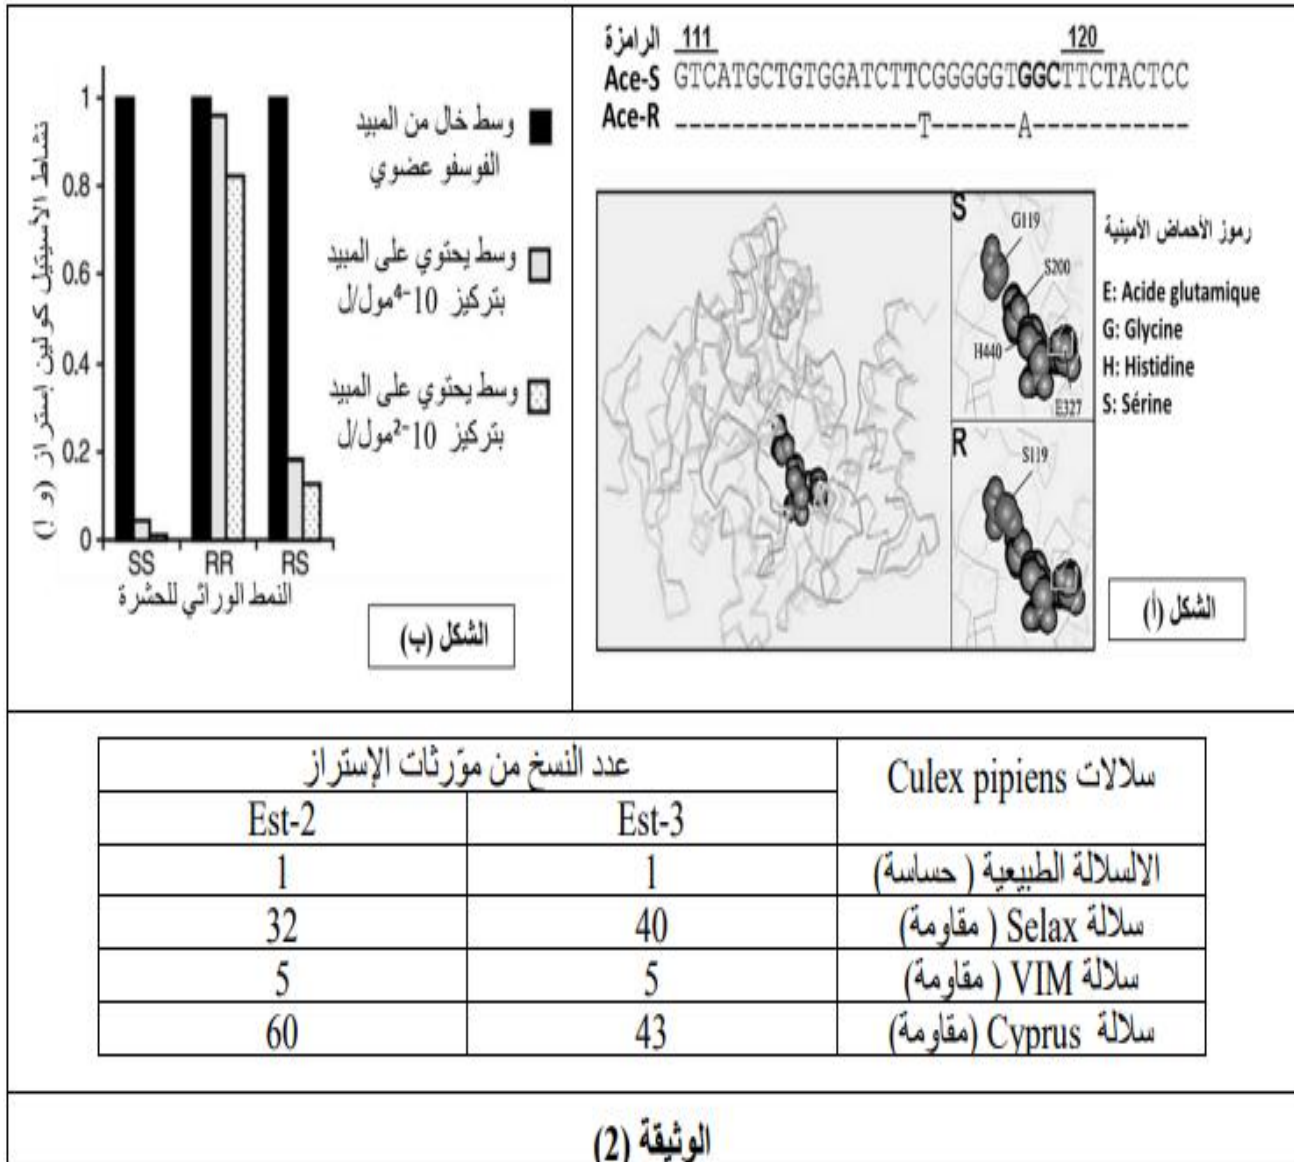 الرامزة 111 120
Ace-S GTCATGCTGTGGATCTTCGGGGGTGGCTTCTACTCC
Ace-R ------------------T------A-----------
S
G119
S200
H440
E327
R
S119
رموز الأحماض الأمينية
E: Acide glutamique
G: Glycine
H: Histidine
S: Sérine
الشكل (أ)
نشاط الأسيتيل كولين إستراز (و إ)
1
0.8
0.6
0.4
0.2
0
SS RR RS
النمط الوراثي للحشرة
وسط خال من المبيد
الفوسفو عضوي
وسط يحتوي على المبيد
بتركيز 10⁻⁴مول/ل
وسط يحتوي على المبيد
بتركيز 10⁻²مول/ل
الشكل (ب)
سلالات Culex pipiens عدد النسخ من مورّثات الإستراز
Est-3 Est-2
الالسلالة الطبيعية ( حساسة) 1 1
سلالة Selax ( مقاومة) 40 32
سلالة VIM ( مقاومة) 5 5
سلالة Cyprus (مقاومة) 43 60
الوثيقة (2)